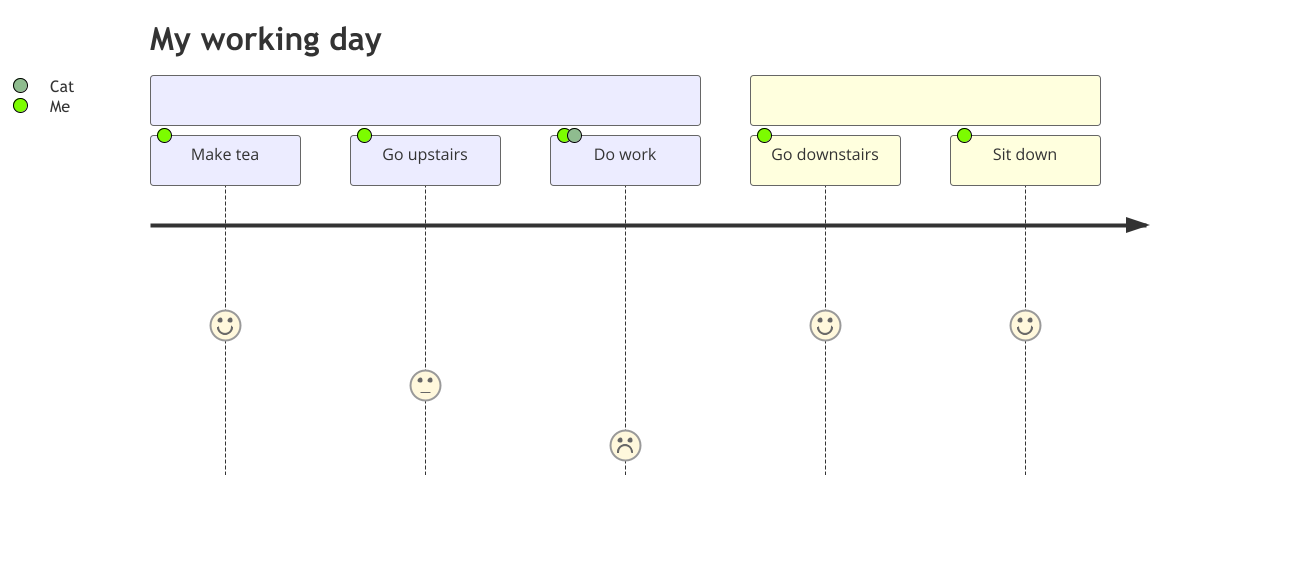 My working day
Cat
Me
Make tea
Go upstairs
Do work
Go downstairs
Sit down